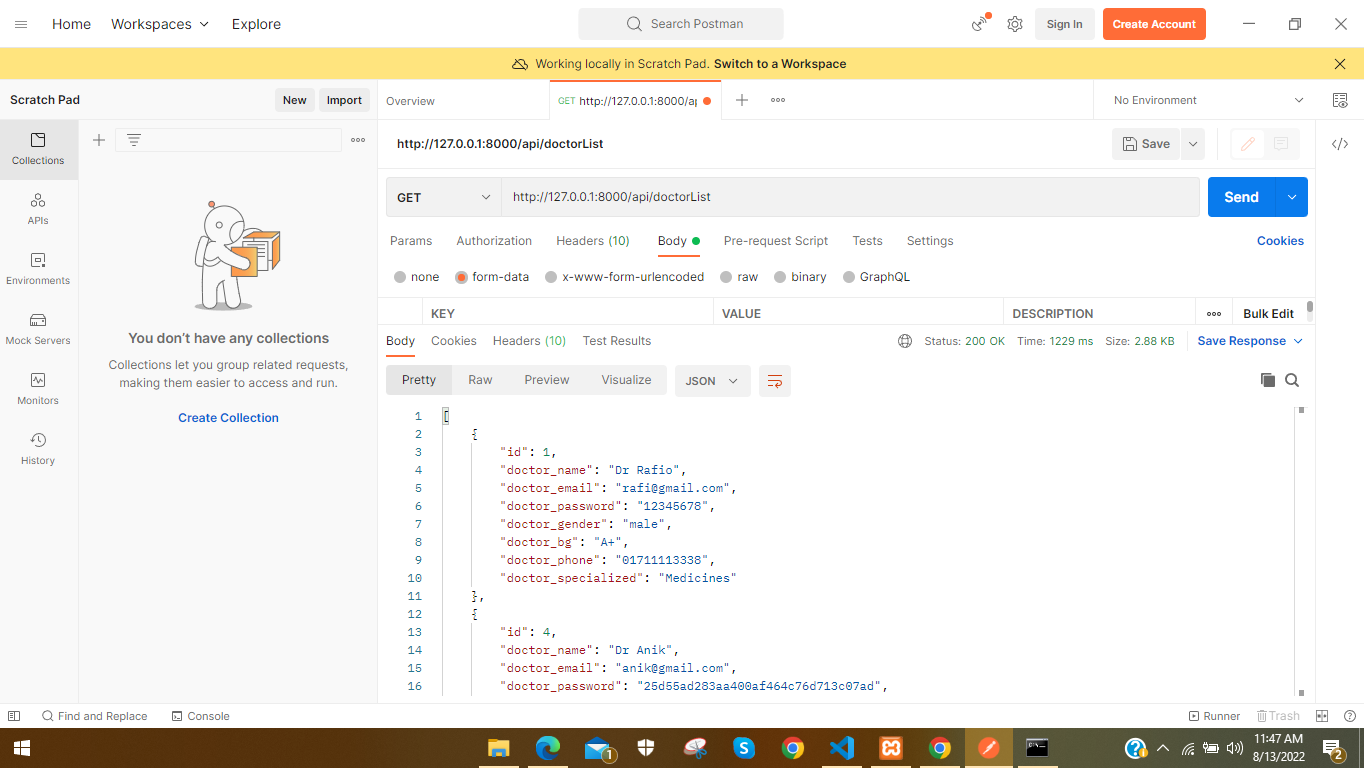 Home Workspaces Explore Search Postman Sign In Create Account
Working locally in Scratch Pad. Switch to a Workspace
Scratch Pad New Import Overview GET http://127.0.0.1:8000/ap No Environment
Collections
APIs
Environments
Mock Servers
Monitors
History
You don't have any collections
Collections let you group related requests,
making them easier to access and run.
Create Collection
http://127.0.0.1:8000/api/doctorList Save
GET http://127.0.0.1:8000/api/doctorList Send
Params Authorization Headers (10) Body Pre-request Script Tests Settings Cookies
none form-data x-www-form-urlencoded raw binary GraphQL
KEY VALUE DESCRIPTION Bulk Edit
Body Cookies Headers (10) Test Results Status: 200 OK Time: 1229 ms Size: 2.88 KB Save Response
Pretty Raw Preview Visualize JSON
1 [
2 {
3 "id": 1,
4 "doctor_name": "Dr Rafio",
5 "doctor_email": "rafi@gmail.com",
6 "doctor_password": "12345678",
7 "doctor_gender": "male",
8 "doctor_bg": "A+",
9 "doctor_phone": "01711113338",
10 "doctor_specialized": "Medicines"
11 },
12 {
13 "id": 4,
14 "doctor_name": "Dr Anik",
15 "doctor_email": "anik@gmail.com",
16 "doctor_password": "25d55ad283aa400af464c76d713c07ad",
Find and Replace Console Runner Trash
1
11:47 AM
8/13/2022
2